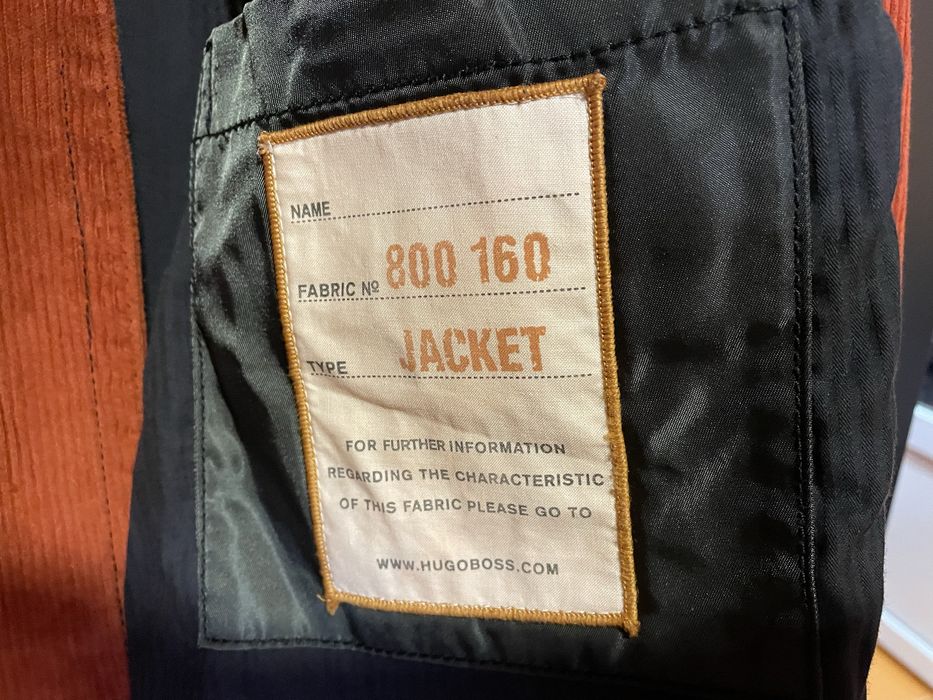 NAME
FABRIC Nº 800 160
TYPE JACKET
FOR FURTHER INFORMATION
REGARDING THE CHARACTERISTIC
OF THIS FABRIC PLEASE GO TO
WWW.HUGOBOSS.COM